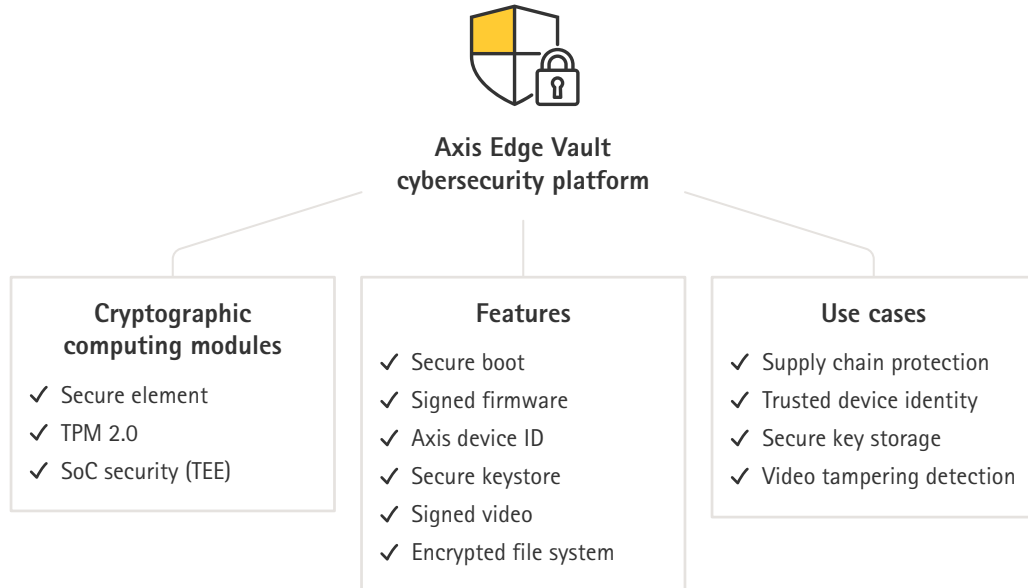 Axis Edge Vault
cybersecurity platform
Cryptographic
computing modules
✓ Secure element
✓ TPM 2.0
✓ SoC security (TEE)
Features
✓ Secure boot
✓ Signed firmware
✓ Axis device ID
✓ Secure keystore
✓ Signed video
✓ Encrypted file system
Use cases
✓ Supply chain protection
✓ Trusted device identity
✓ Secure key storage
✓ Video tampering detection